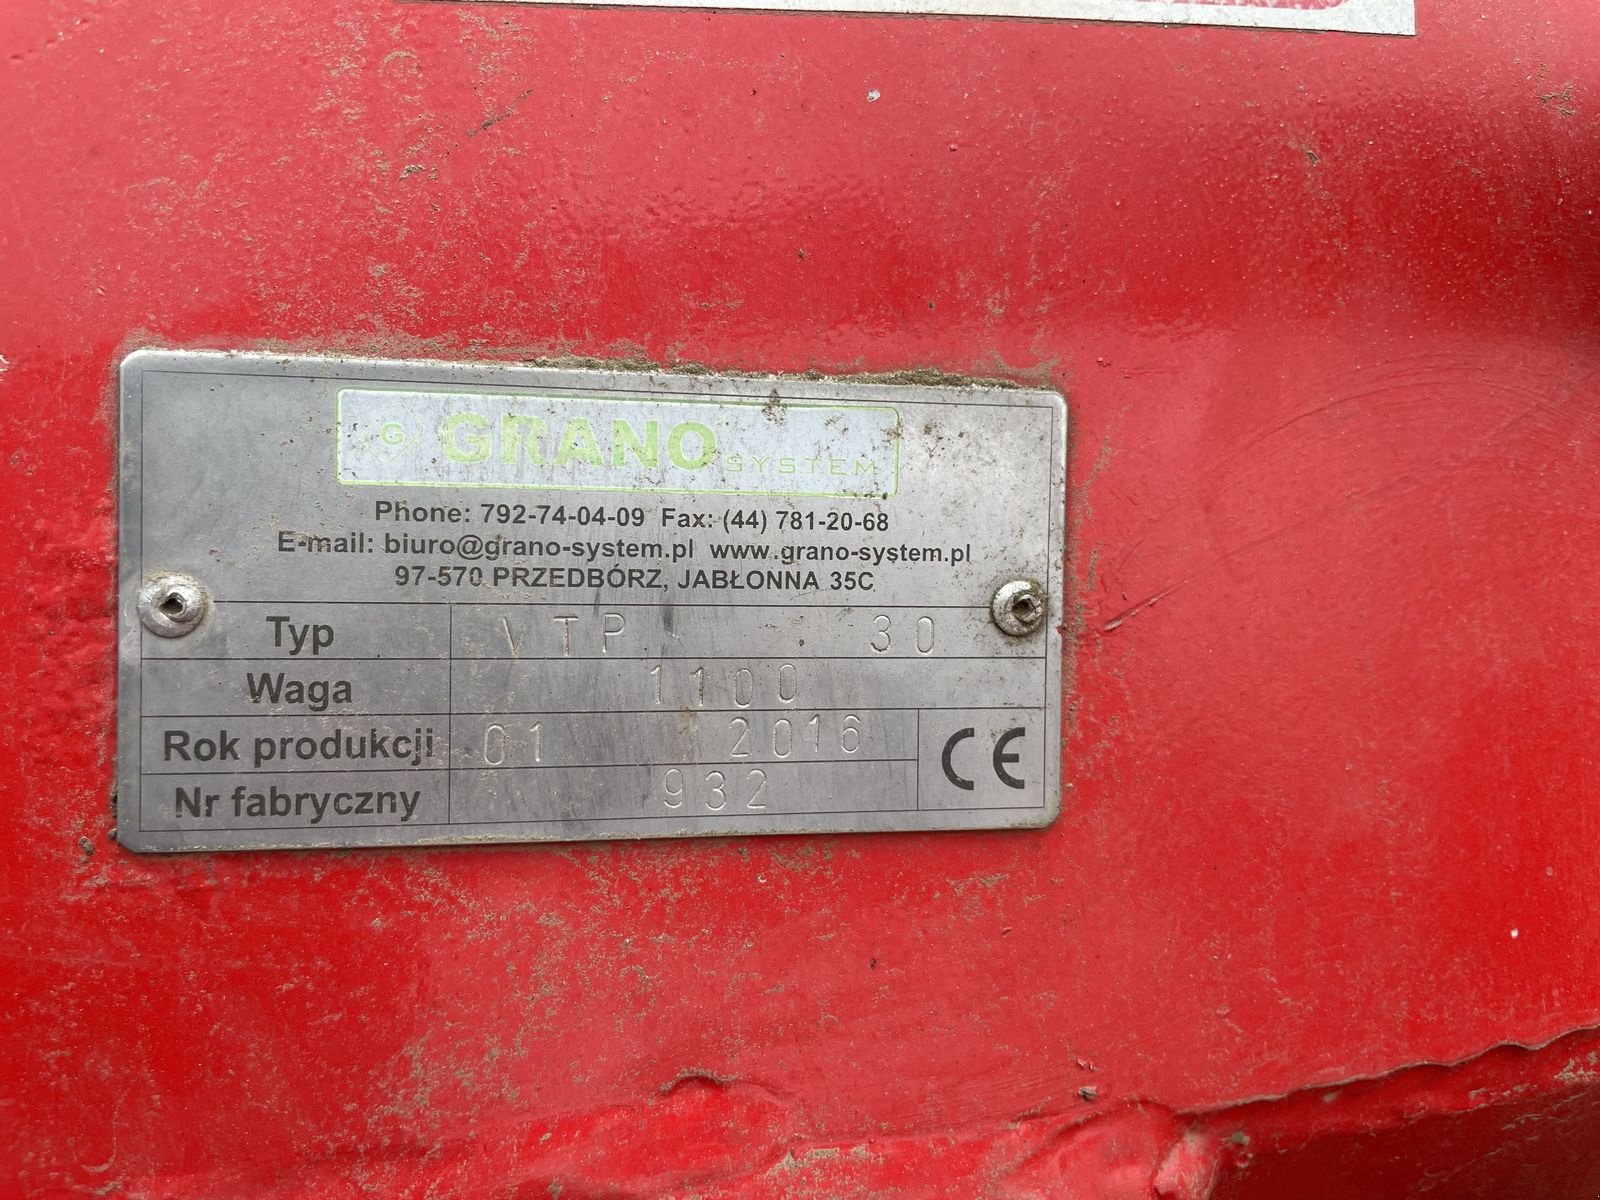 G GRANO SYSTEM
Phone: 792-74-04-09 Fax: (44) 781-20-68
E-mail: biuro@grano-system.pl www.grano-system.pl
97-570 PRZEDBÓRZ, JABŁONNA 35C
Typ VTP 30
Waga 1100
Rok produkcji 01 2016
Nr fabryczny 932
CE